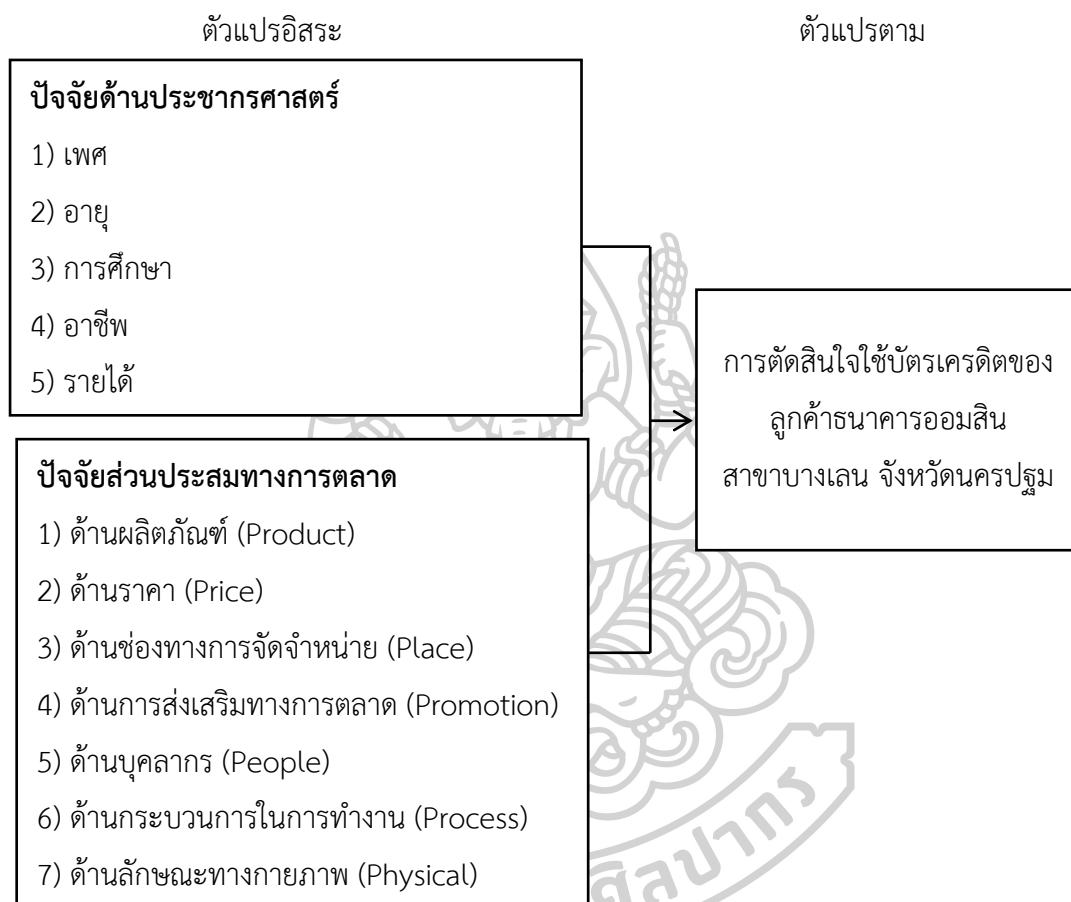 ตัวแปรอิสระ
ตัวแปรตาม
ปัจจัยด้านประชากรศาสตร์
1) เพศ
2) อายุ
3) การศึกษา
4) อาชีพ
5) รายได้
ปัจจัยส่วนประสมทางการตลาด
1) ด้านผลิตภัณฑ์ (Product)
2) ด้านราคา (Price)
3) ด้านช่องทางการจัดจำหน่าย (Place)
4) ด้านการส่งเสริมทางการตลาด (Promotion)
5) ด้านบุคลากร (People)
6) ด้านกระบวนการในการทำงาน (Process)
7) ด้านลักษณะทางกายภาพ (Physical)
การตัดสินใจใช้บัตรเครดิตของ
ลูกค้าธนาคารออมสิน
สาขาบางเลน จังหวัดนครปฐม
ศิลปากร